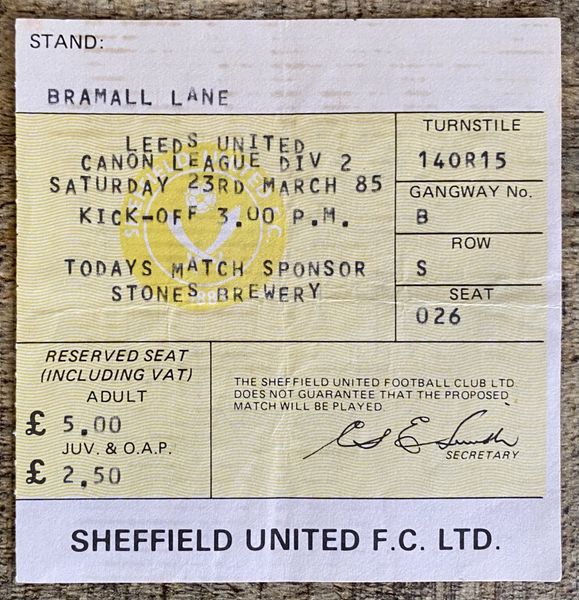 STAND:
BRAMALL LANE
LEEDS UNITED
CANON LEAGUE DIV 2
SATURDAY 23RD MARCH 85
KICK-OFF 3.00 P.M.
TODAYS MATCH SPONSOR
STONES BREWERY
TURNSTILE
14OR15
GANGWAY No.
B
ROW
S
SEAT
026
RESERVED SEAT
(INCLUDING VAT)
ADULT
£ 5.00
JUV. & O.A.P.
£ 2.50
THE SHEFFIELD UNITED FOOTBALL CLUB LTD
DOES NOT GUARANTEE THAT THE PROPOSED
MATCH WILL BE PLAYED
SECRETARY
SHEFFIELD UNITED F.C. LTD.